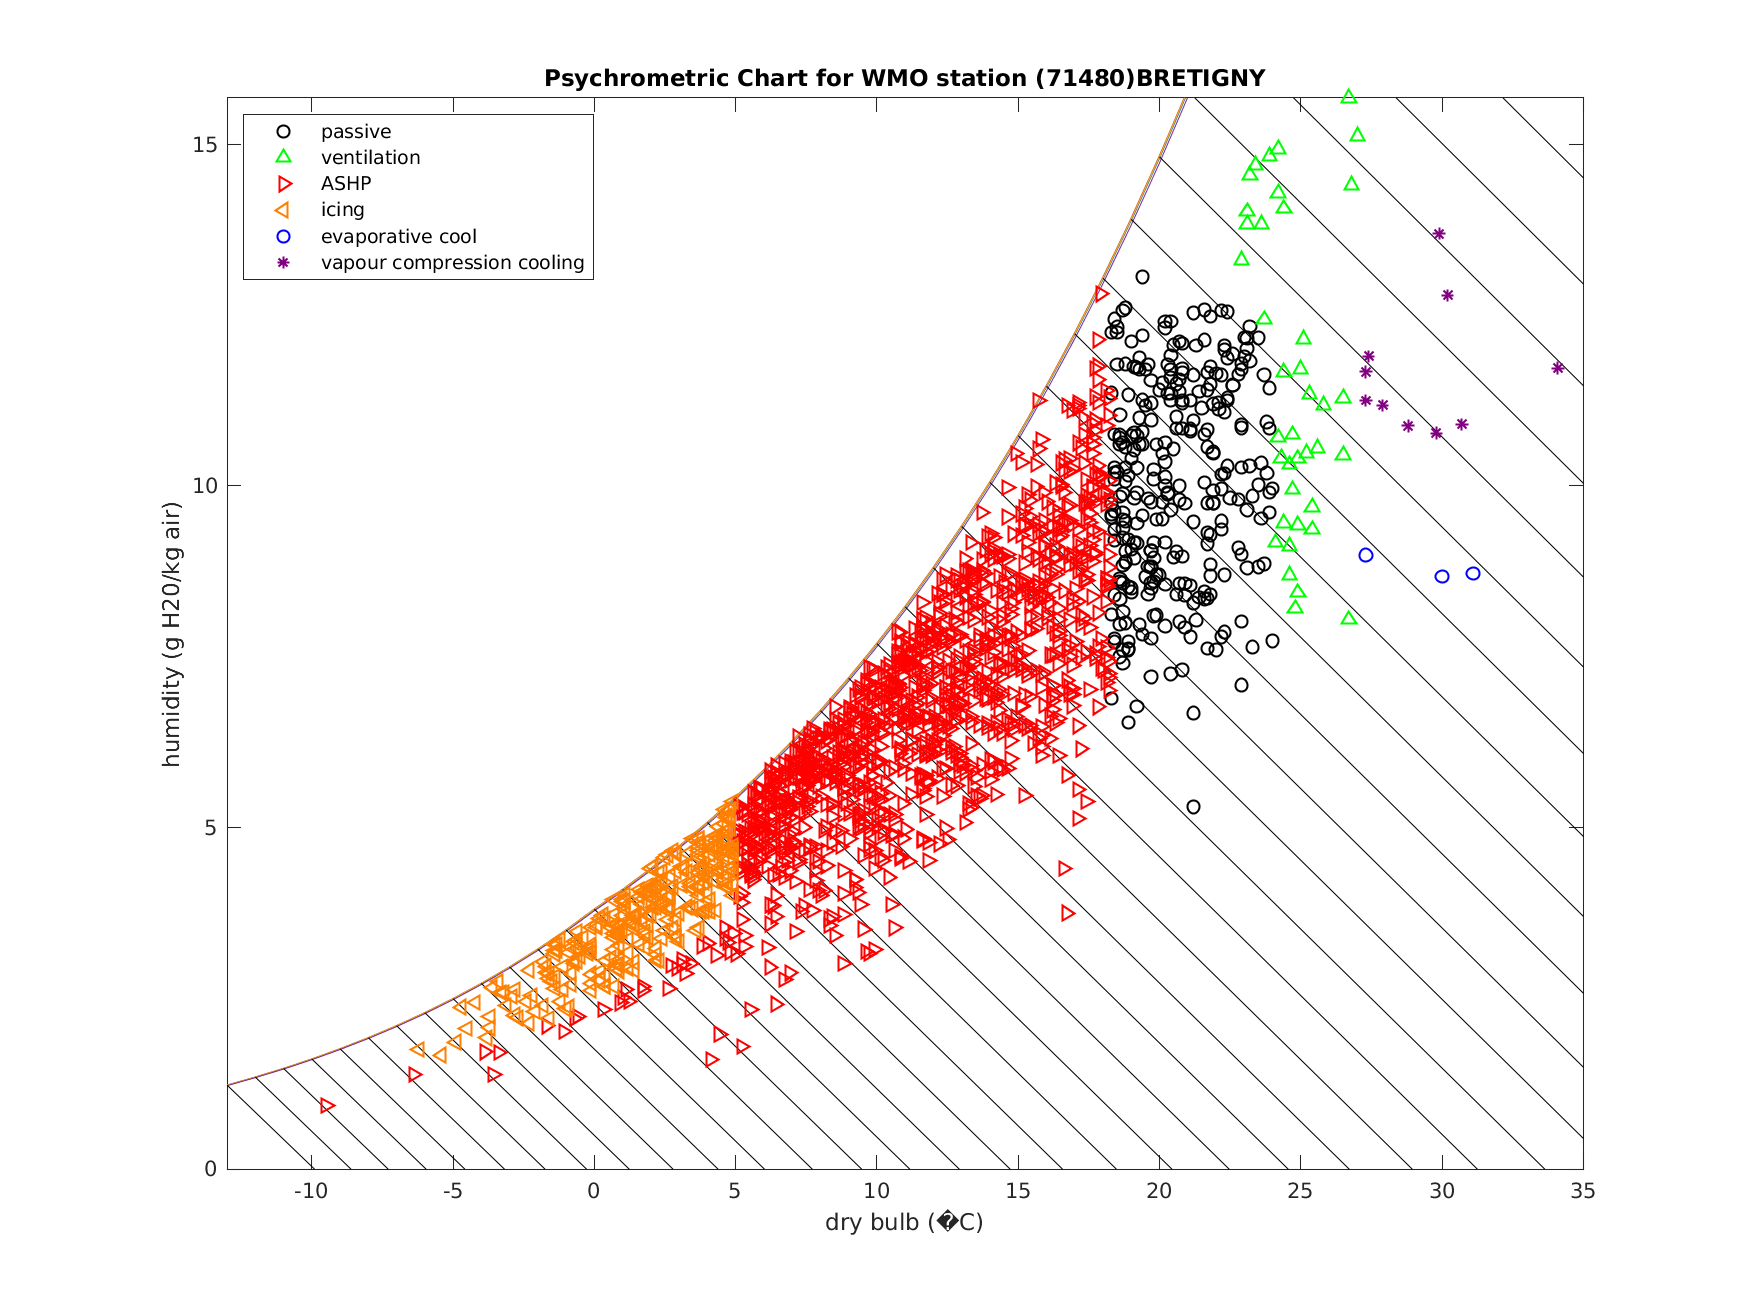 Psychrometric Chart for WMO station (71480)BRETIGNY
passive
ventilation
ASHP
icing
evaporative cool
vapour compression cooling
humidity (g H20/kg air)
15
10
5
0
-10 -5 0 5 10 15 20 25 30 35
dry bulb (�C)